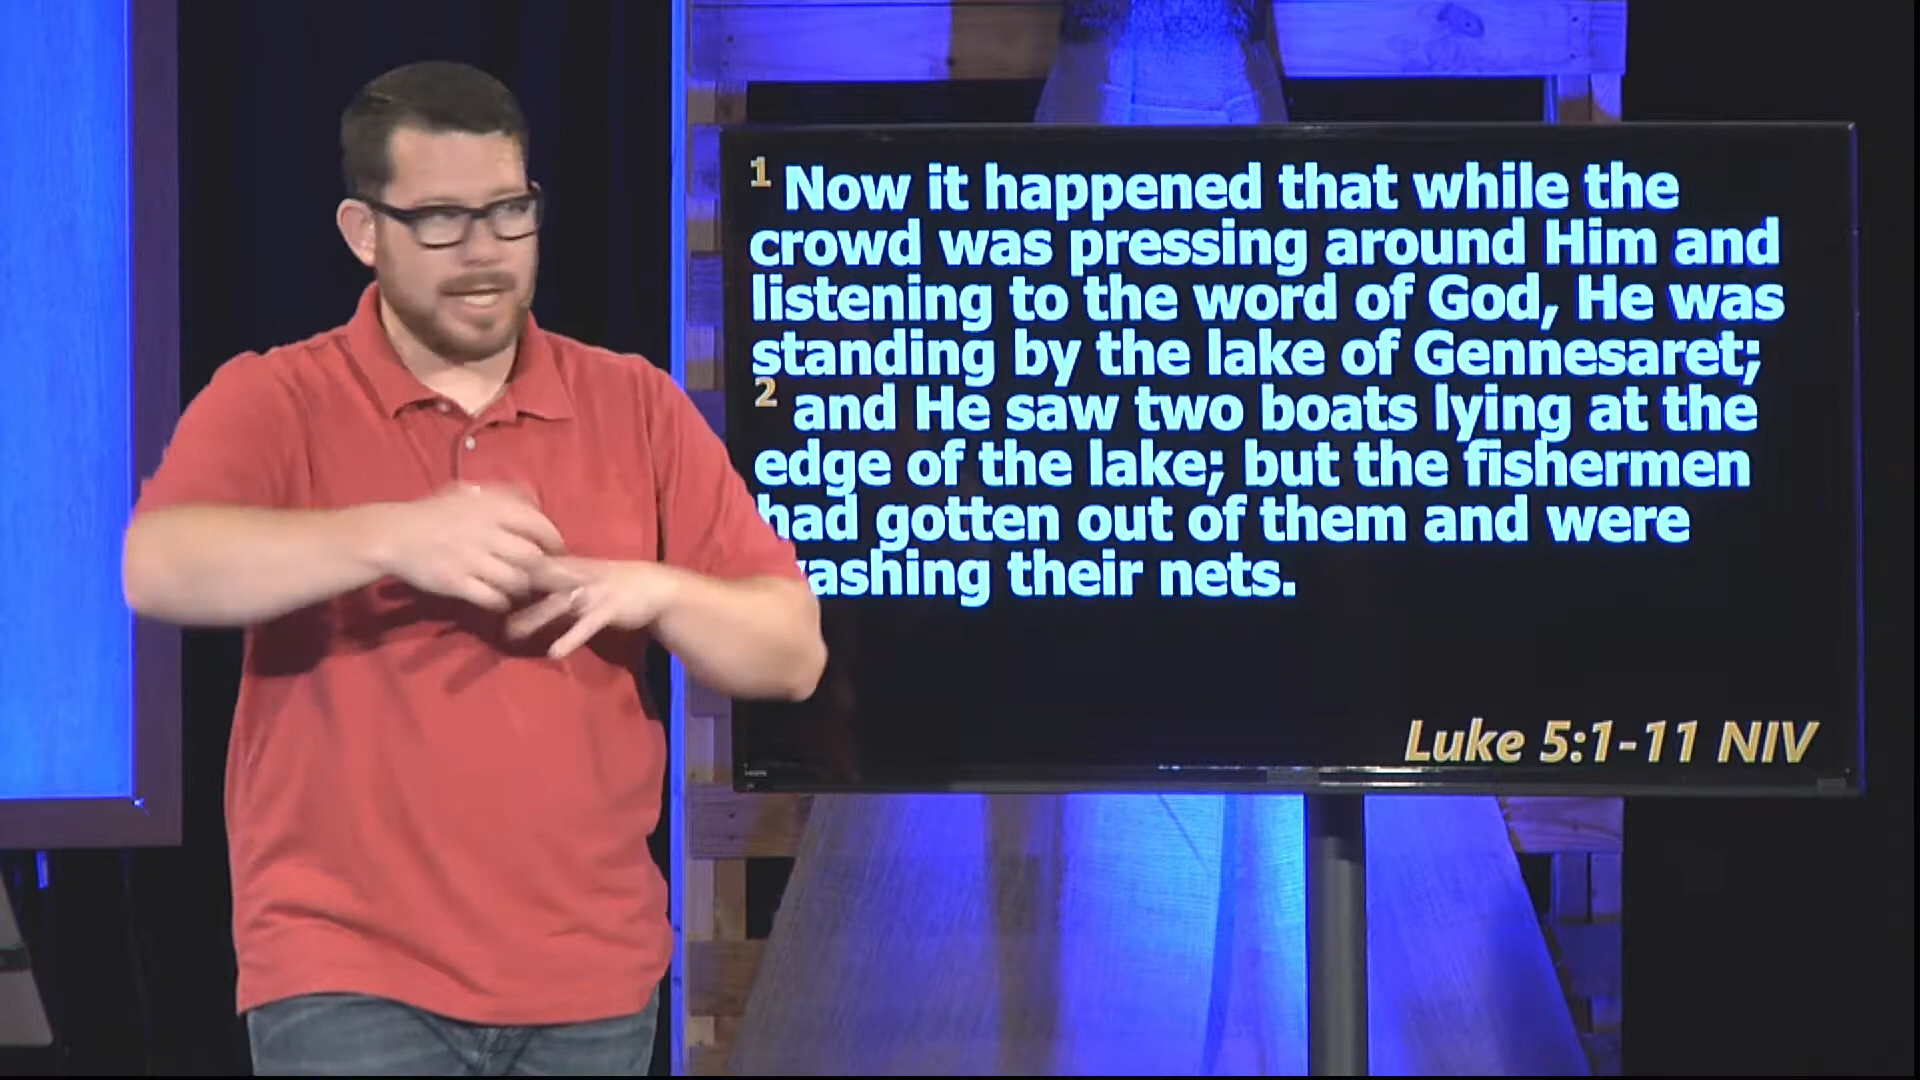 1 Now it happened that while the
crowd was pressing around Him and
listening to the word of God, He was
standing by the lake of Gennesaret;
2 and He saw two boats lying at the
edge of the lake; but the fishermen
had gotten out of them and were
ashing their nets.
Luke 5:1-11 NIV